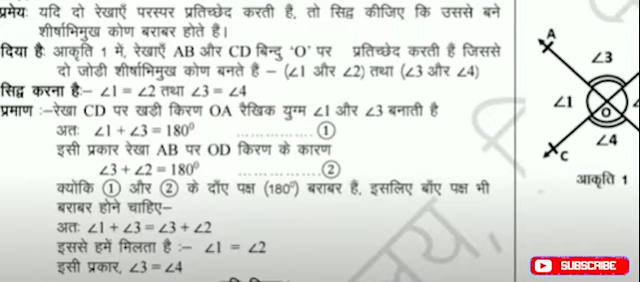 प्रमेयः यदि दो रेखाएँ परस्पर प्रतिच्छेद करती हैं, तो सिद्ध कीजिए कि उससे बने
शीर्षाभिमुख कोण बराबर होते है।
दिया हैः आकृति 1 में, रेखाएँ AB और CD बिन्दु 'O' पर प्रतिच्छेद करती हैं जिससे
दो जोडी शीर्षाभिमुख कोण बनते हैं – (∠1 और ∠2) तथा (∠3 और ∠4)
सिद्ध करना हैः– ∠1 = ∠2 तथा ∠3 = ∠4
प्रमाण :–रेखा CD पर खडी किरण OA रैखिक युग्म ∠1 और ∠3 बनाती है
अतः ∠1 + ∠3 = 180⁰ ............... ①
इसी प्रकार रेखा AB पर OD किरण के कारण
∠3 + ∠2 = 180⁰ ............... ②
क्योकि ① और ② के दाँए पक्ष (180⁰) बराबर हैं, इसलिए बाँए पक्ष भी
बराबर होने चाहिए–
अतः ∠1 + ∠3 = ∠3 + ∠2
इससे हमें मिलता है :– ∠1 = ∠2
इसी प्रकार, ∠3 = ∠4
A
∠3
∠1
O
∠4
C
आकृति 1
SUBSCRIBE